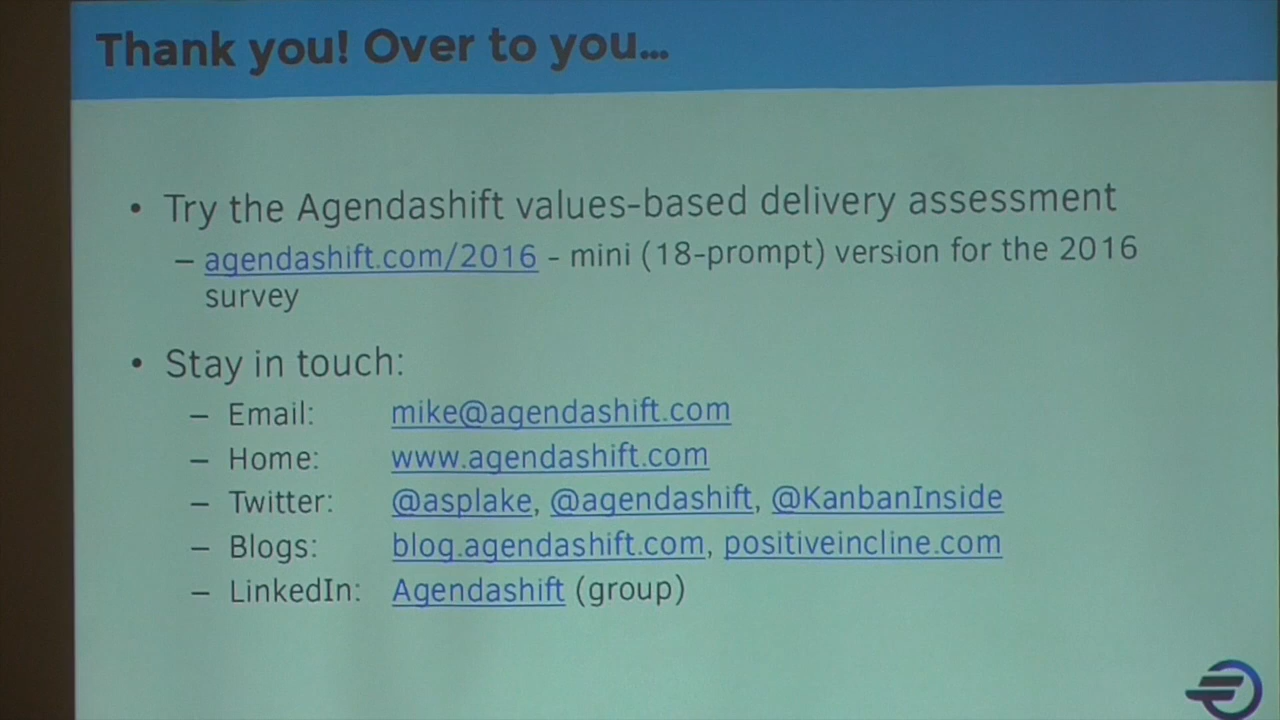 Thank you! Over to you...
• Try the Agendashift values-based delivery assessment
– agendashift.com/2016 - mini (18-prompt) version for the 2016
survey
• Stay in touch:
– Email: mike@agendashift.com
– Home: www.agendashift.com
– Twitter: @asplake, @agendashift, @KanbanInside
– Blogs: blog.agendashift.com, positiveincline.com
– LinkedIn: Agendashift (group)